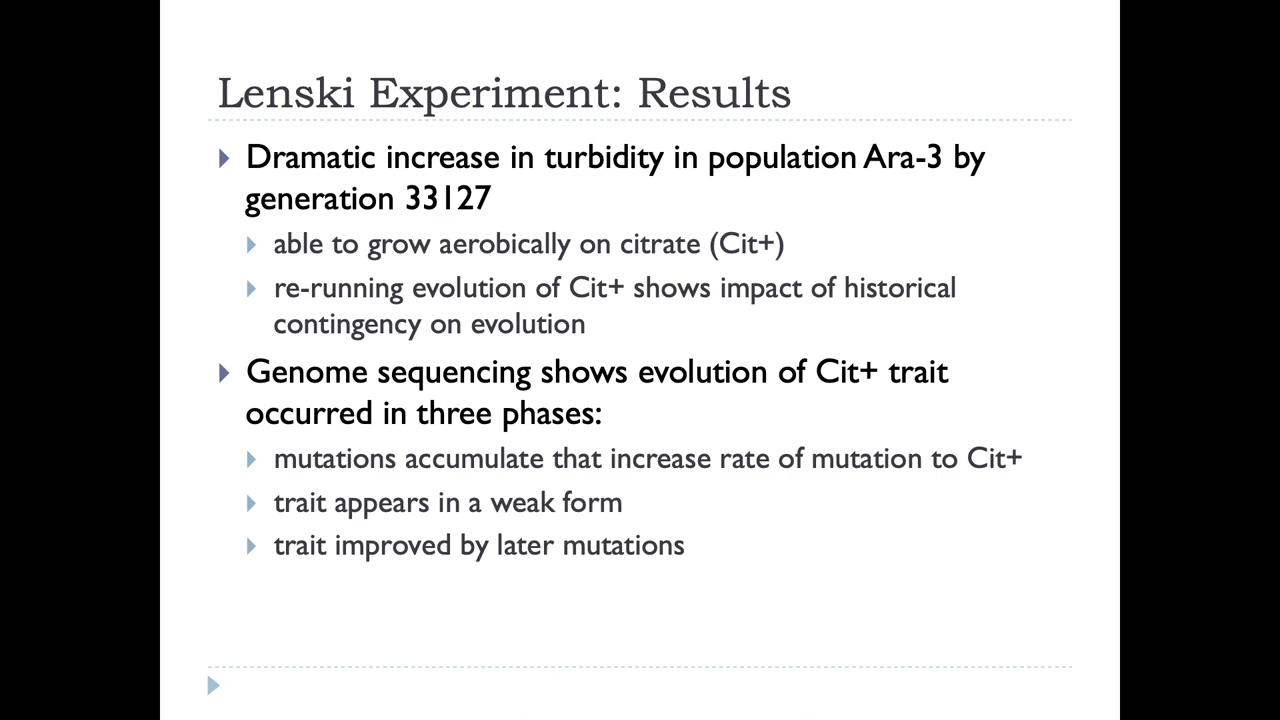 Lenski Experiment: Results
Dramatic increase in turbidity in population Ara-3 by
generation 33127
able to grow aerobically on citrate (Cit+)
re-running evolution of Cit+ shows impact of historical
contingency on evolution
Genome sequencing shows evolution of Cit+ trait
occurred in three phases:
mutations accumulate that increase rate of mutation to Cit+
trait appears in a weak form
trait improved by later mutations